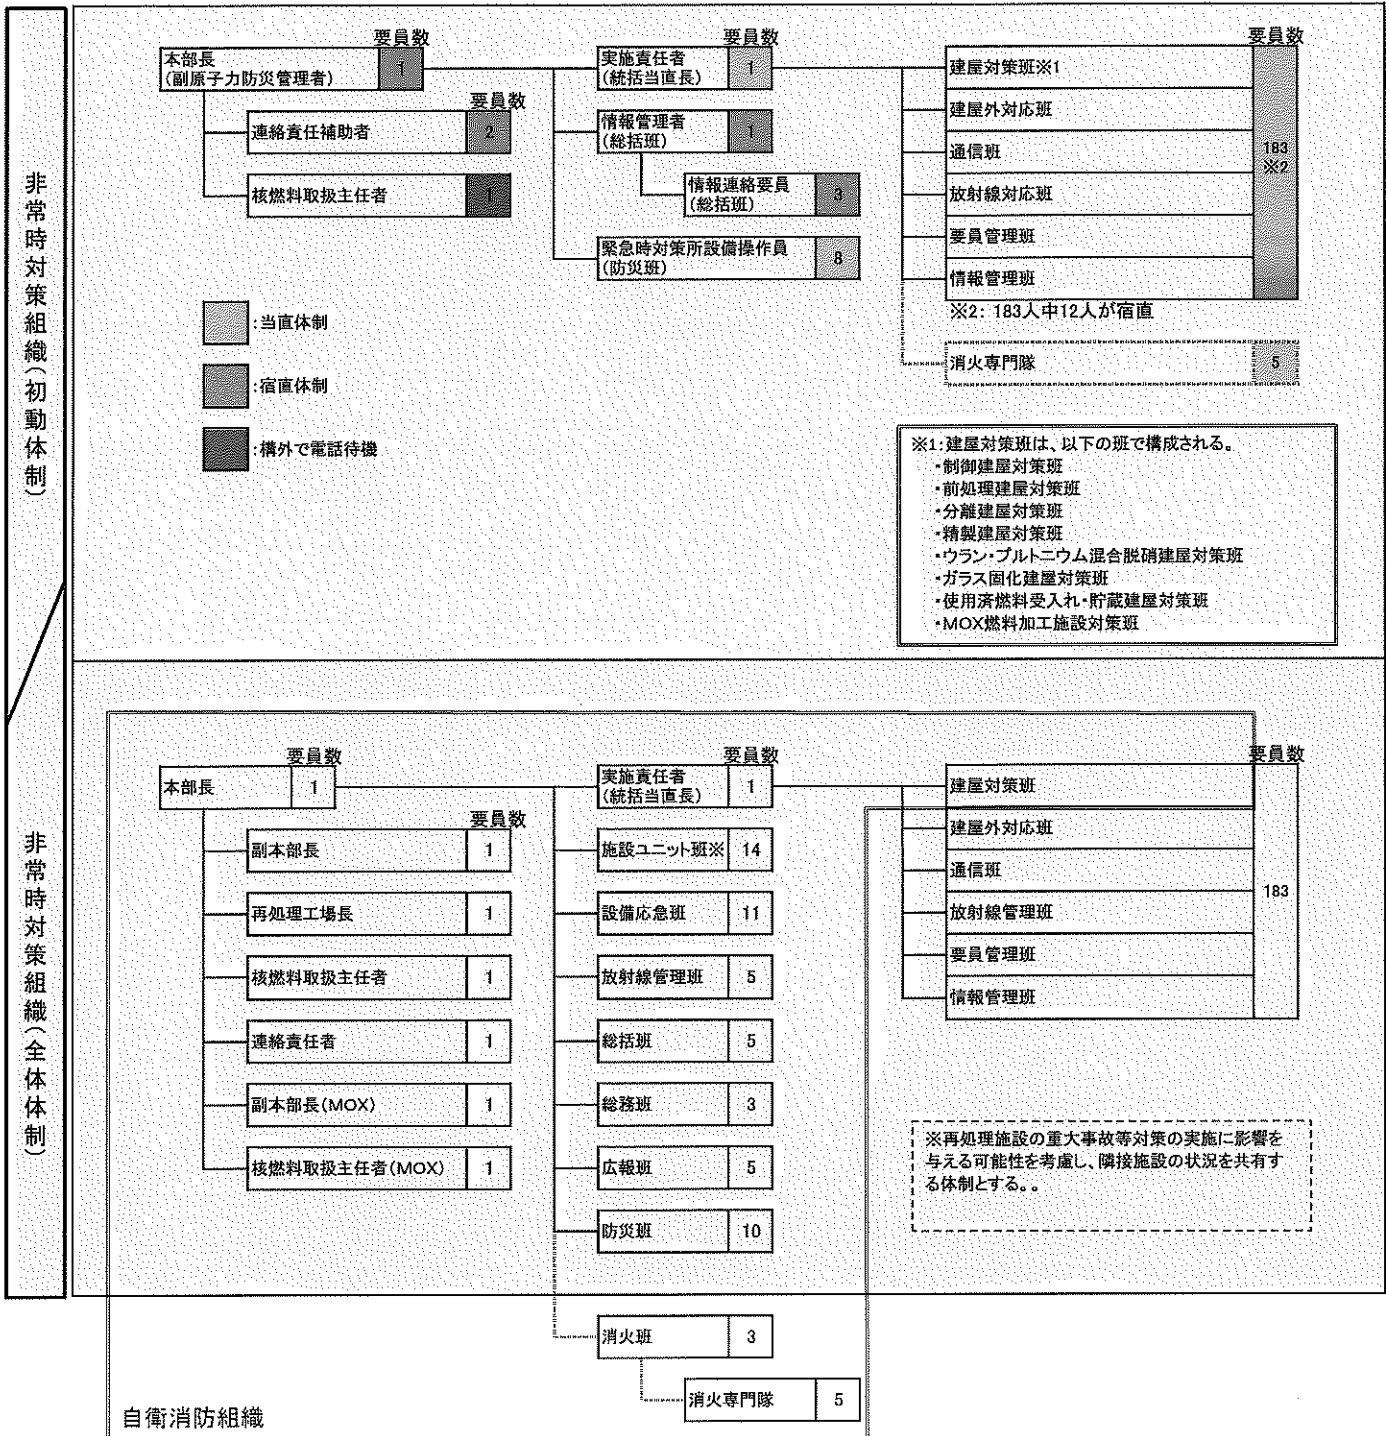 非常時対策組織(初動体制)
要員数
本部長
(副原子力防災管理者)
1
要員数
連絡責任補助者
2
核燃料取扱主任者
1
要員数
実施責任者
(統括当直長)
1
情報管理者
(総括班)
1
情報連絡要員
(総括班)
3
緊急時対策所設備操作員
(防災班)
8
要員数
建屋対策班※1
建屋外対応班
通信班
放射線対応班
要員管理班
情報管理班
183
※2
※2: 183人中12人が宿直
消火専門隊
5
:当直体制
:宿直体制
:構外で電話待機
※1:建屋対策班は、以下の班で構成される。
・制御建屋対策班
・前処理建屋対策班
・分離建屋対策班
・精製建屋対策班
・ウラン・プルトニウム混合脱硝建屋対策班
・ガラス固化建屋対策班
・使用済燃料受入れ・貯蔵建屋対策班
・MOX燃料加工施設対策班
非常時対策組織(全体体制)
要員数
本部長
1
要員数
副本部長
1
再処理工場長
1
核燃料取扱主任者
1
連絡責任者
1
副本部長(MOX)
1
核燃料取扱主任者(MOX)
1
要員数
実施責任者
(統括当直長)
1
施設ユニット班※
14
設備応急班
11
放射線管理班
5
総括班
5
総務班
3
広報班
5
防災班
10
消火班
3
消火専門隊
5
要員数
建屋対策班
建屋外対応班
通信班
放射線管理班
要員管理班
情報管理班
183
※再処理施設の重大事故等対策の実施に影響を
与える可能性を考慮し、隣接施設の状況を共有す
る体制とする。。
自衛消防組織